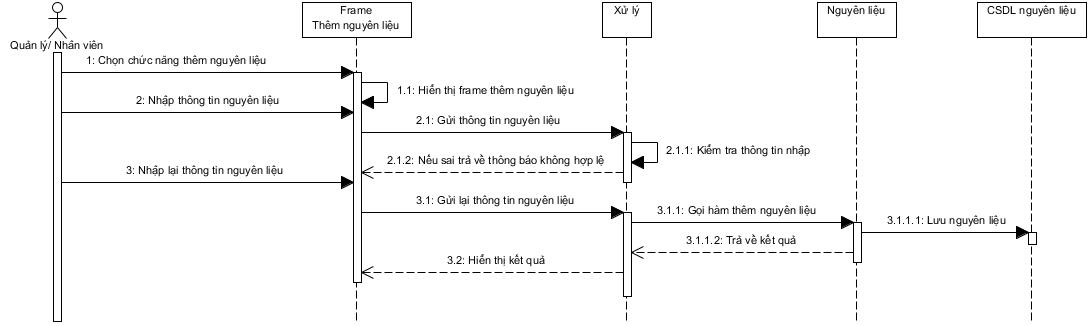 Frame
Thêm nguyên liệu
Xử lý
Nguyên liệu
CSDL nguyên liệu
Quản lý/ Nhân viên
1: Chọn chức năng thêm nguyên liệu
1.1: Hiển thị frame thêm nguyên liệu
2: Nhập thông tin nguyên liệu
2.1: Gửi thông tin nguyên liệu
2.1.1: Kiểm tra thông tin nhập
2.1.2: Nếu sai trả về thông báo không hợp lệ
3: Nhập lại thông tin nguyên liệu
3.1: Gửi lại thông tin nguyên liệu
3.1.1: Gọi hàm thêm nguyên liệu
3.1.1.1: Lưu nguyên liệu
3.1.1.2: Trả về kết quả
3.2: Hiển thị kết quả